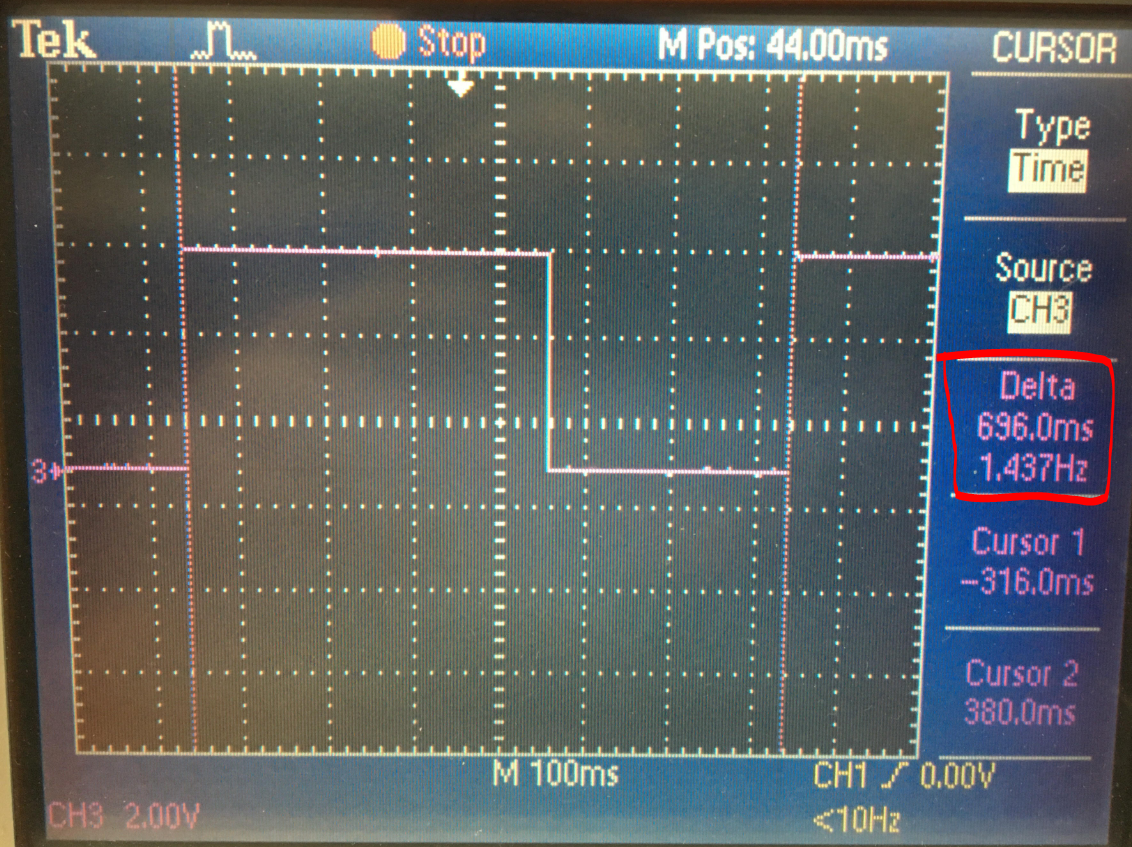 Tek
Stop
M Pos: 44.00ms
CURSOR
Type
Time
Source
CH3
Delta
696.0ms
1.437Hz
3
Cursor 1
-316.0ms
Cursor 2
380.0ms
M 100ms
CH1 0.00V
CH3 2.00V
<10Hz